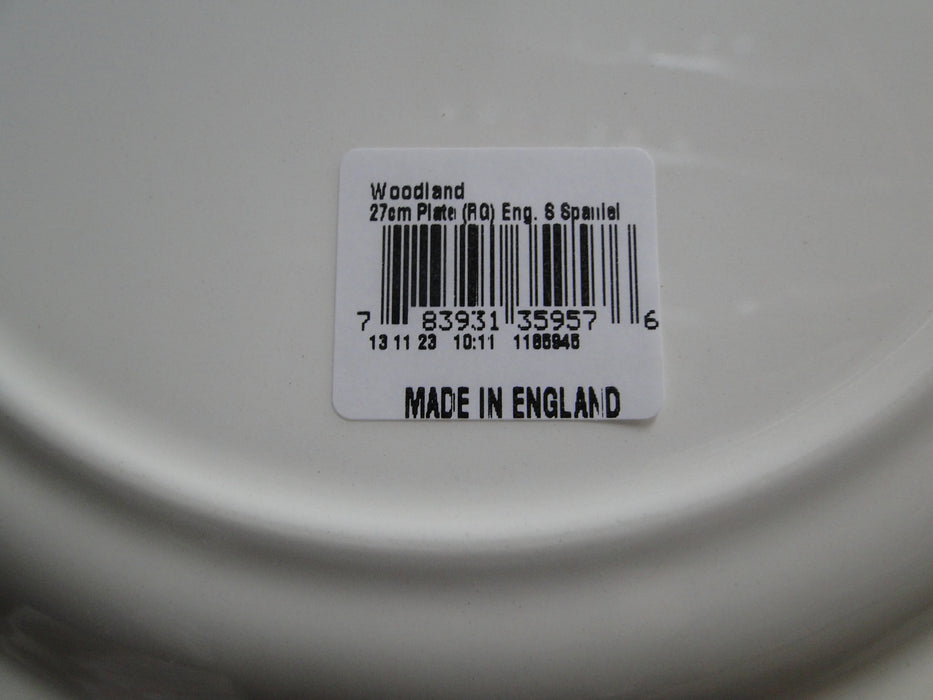 Woodland
27cm Plate (RG) Eng. S Spaniel
7 83931 35957 6
13 11 23 10:11
MADE IN ENGLAND